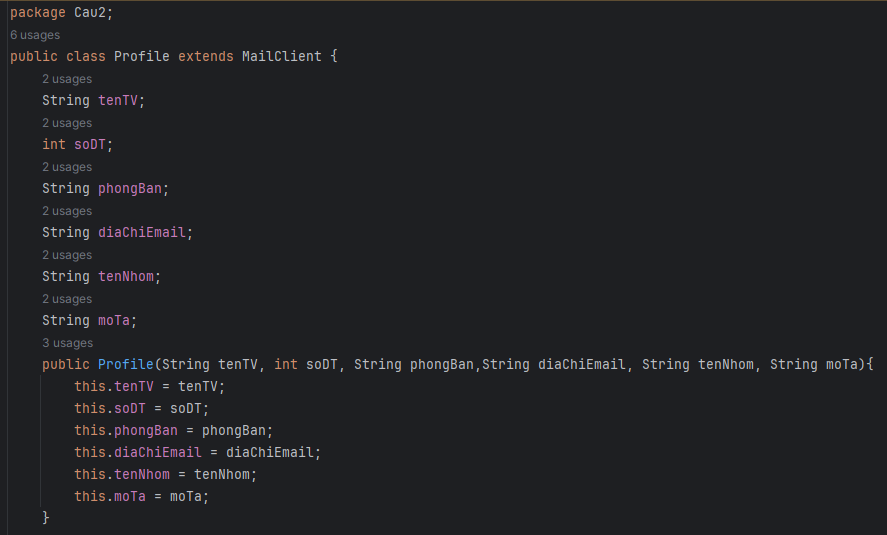 package Cau2;
6 usages
public class Profile extends MailClient {
2 usages
String tenTV;
2 usages
int soDT;
2 usages
String phongBan;
2 usages
String diaChiEmail;
2 usages
String tenNhom;
2 usages
String moTa;
3 usages
public Profile(String tenTV, int soDT, String phongBan,String diaChiEmail, String tenNhom, String moTa){
this.tenTV = tenTV;
this.soDT = soDT;
this.phongBan = phongBan;
this.diaChiEmail = diaChiEmail;
this.tenNhom = tenNhom;
this.moTa = moTa;
}